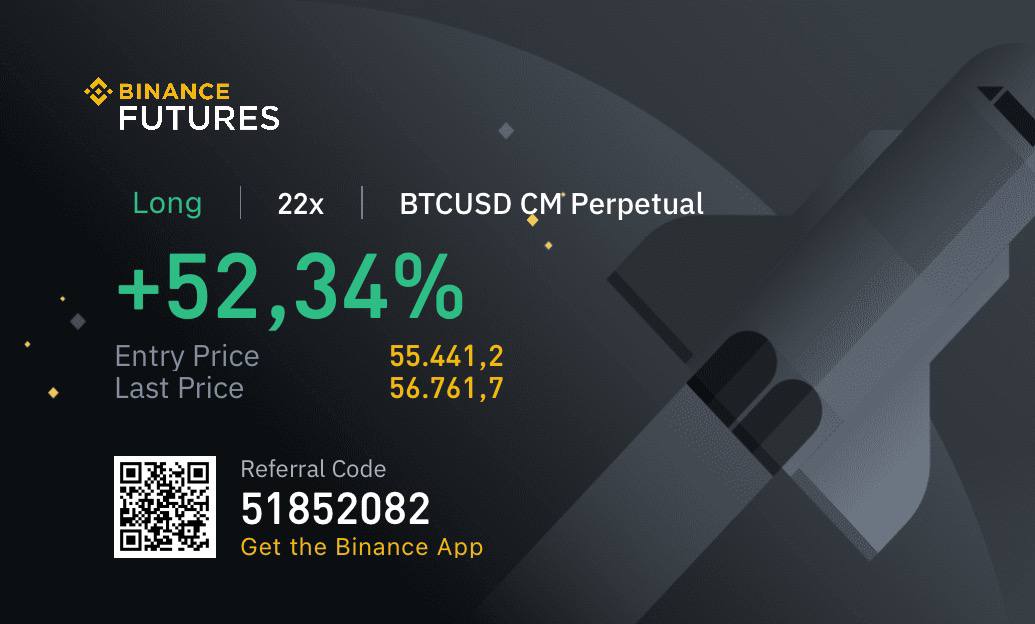 BINANCE
FUTURES
Long | 22x | BTCUSD CM Perpetual
+52,34%
Entry Price 55.441,2
Last Price 56.761,7
Referral Code
51852082
Get the Binance App